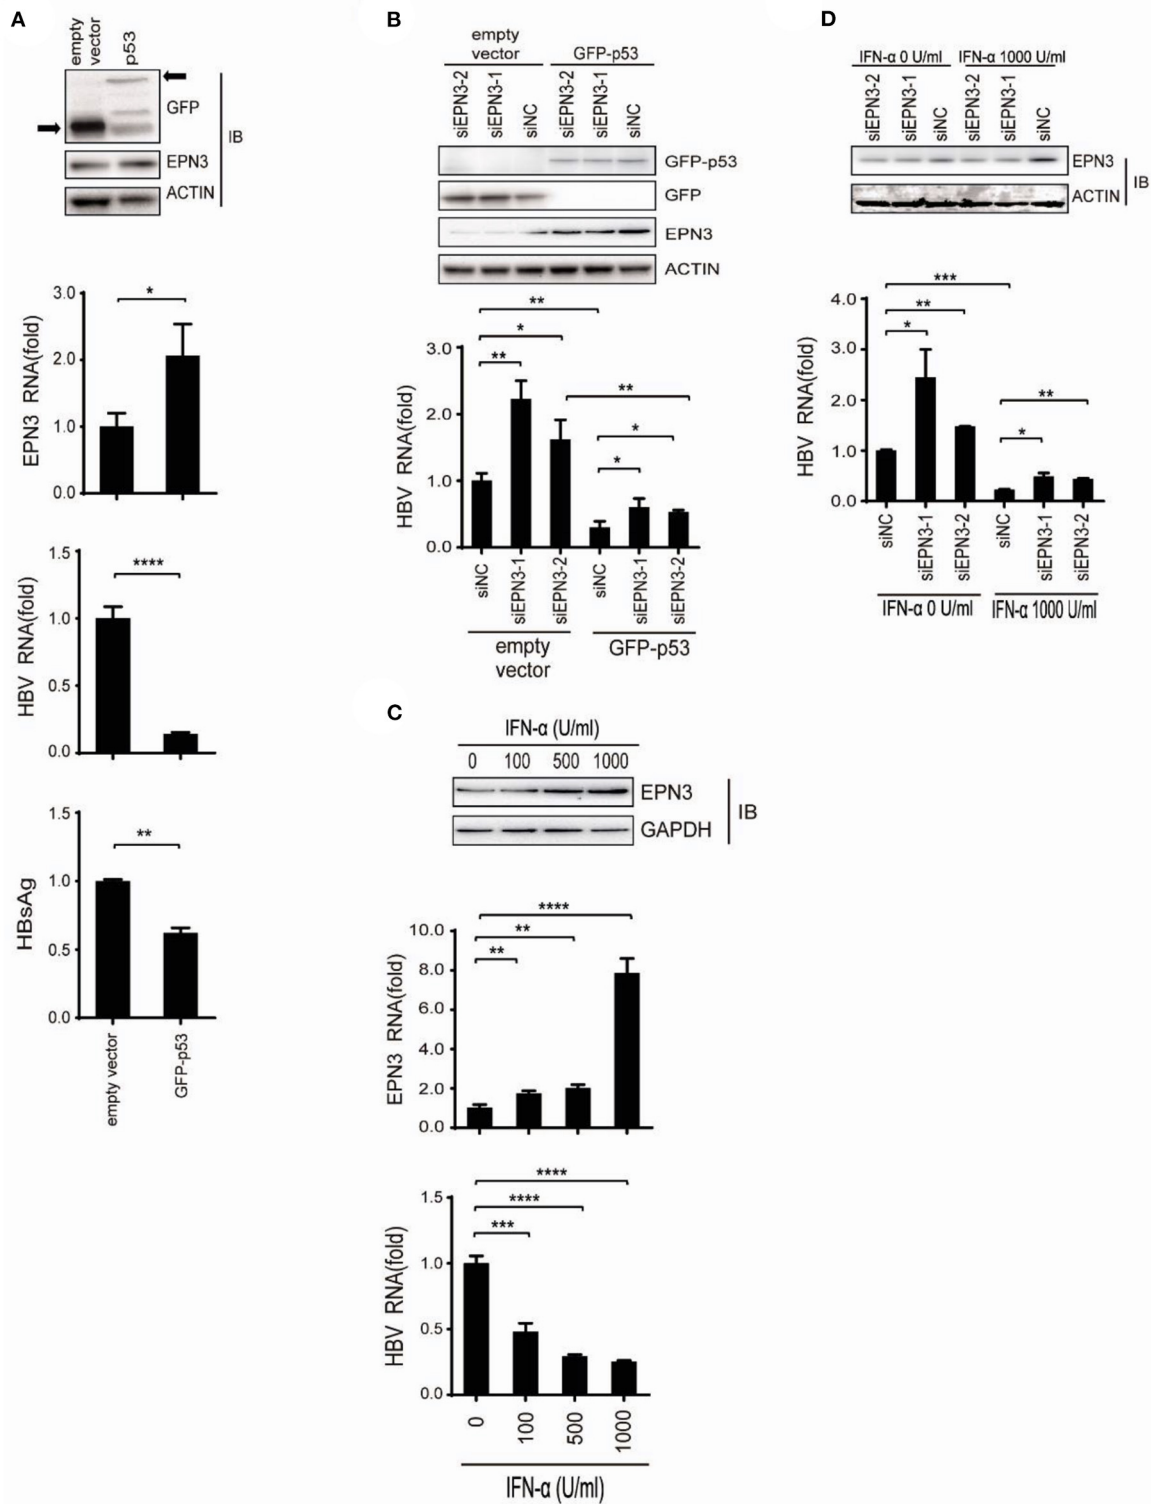 A
empty vector
p53
GFP
EPN3
ACTIN
IB
EPN3 RNA(fold)
3.0
2.0
1.0
0.0
*
HBV RNA(fold)
1.5
1.0
0.5
0.0
****
HBsAg
1.5
1.0
0.5
0.0
**
empty vector
GFP-p53
B
empty vector
GFP-p53
siEPN3-2
siEPN3-1
siNC
siEPN3-2
siEPN3-1
siNC
GFP-p53
GFP
EPN3
ACTIN
HBV RNA(fold)
3.0
2.0
1.0
0.0
**
*
**
**
*
*
siNC
siEPN3-1
siEPN3-2
siNC
siEPN3-1
siEPN3-2
empty vector
GFP-p53
C
IFN-α (U/ml)
0 100 500 1000
EPN3
GAPDH
IB
EPN3 RNA(fold)
10.0
8.0
6.0
4.0
2.0
0.0
****
**
**
HBV RNA(fold)
1.5
1.0
0.5
0.0
****
****
***
0
100
500
1000
IFN-α (U/ml)
D
IFN-α 0 U/ml
IFN-α 1000 U/ml
siEPN3-2
siEPN3-1
siNC
siEPN3-2
siEPN3-1
siNC
EPN3
ACTIN
IB
HBV RNA(fold)
4.0
3.0
2.0
1.0
0.0
***
**
*
**
*
siNC
siEPN3-1
siEPN3-2
siNC
siEPN3-1
siEPN3-2
IFN-α 0 U/ml
IFN-α 1000 U/ml